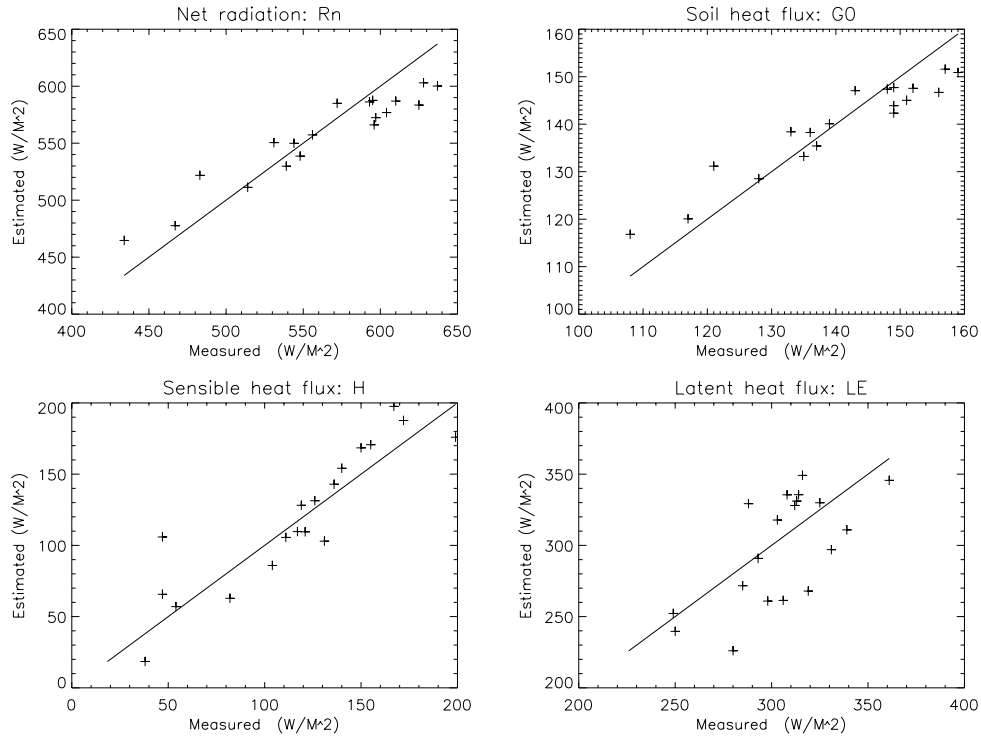 Net radiation: Rn
650
600
550
500
450
400
Estimated (W/M^2)
400 450 500 550 600 650
Measured (W/M^2)
Soil heat flux: G0
160
150
140
130
120
110
100
Estimated (W/M^2)
100 110 120 130 140 150 160
Measured (W/M^2)
Sensible heat flux: H
200
150
100
50
0
Estimated (W/M^2)
0 50 100 150 200
Measured (W/M^2)
Latent heat flux: LE
400
350
300
250
200
Estimated (W/M^2)
200 250 300 350 400
Measured (W/M^2)